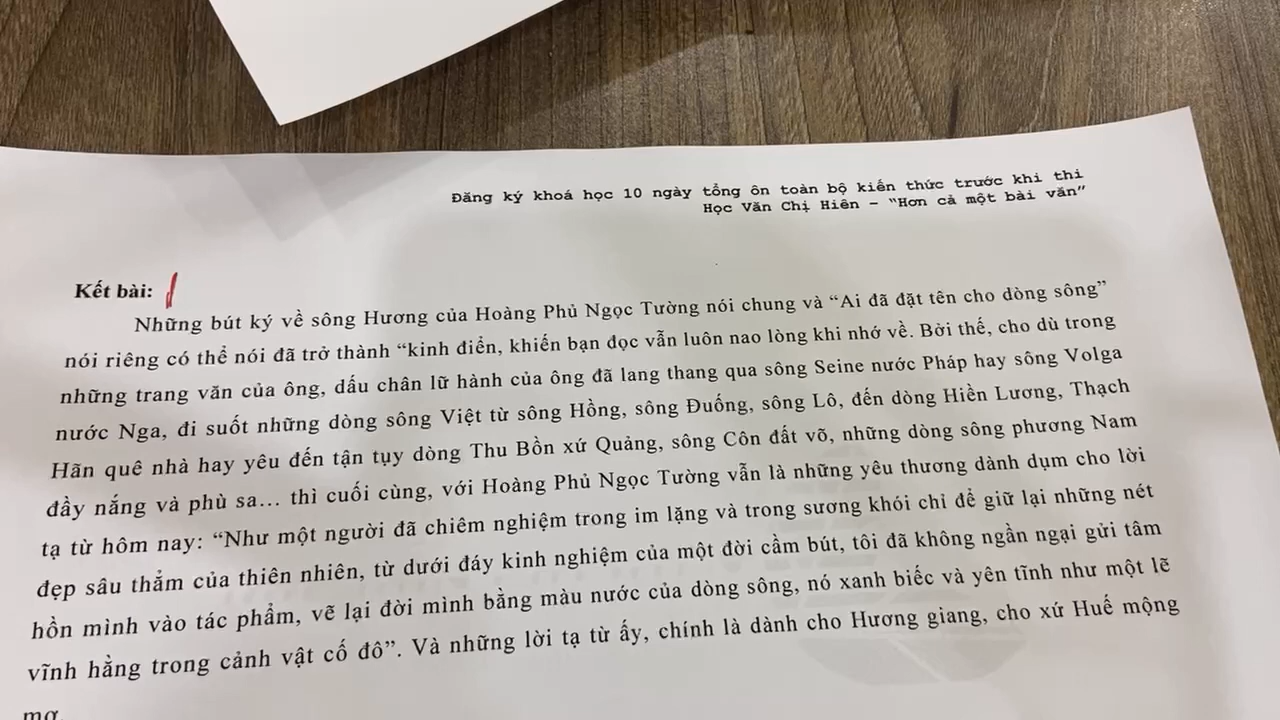 Đăng ký khoá học 10 ngày tổng ôn toàn bộ kiến thức trước khi thi
Học Văn Chị Hiên – “Hơn cả một bài văn”
Kết bài:
Những bút ký về sông Hương của Hoàng Phủ Ngọc Tường nói chung và “Ai đã đặt tên cho dòng sông”
nói riêng có thể nói đã trở thành “kinh điển, khiến bạn đọc vẫn luôn nao lòng khi nhớ về. Bởi thế, cho dù trong
những trang văn của ông, dấu chân lữ hành của ông đã lang thang qua sông Seine nước Pháp hay sông Volga
nước Nga, đi suốt những dòng sông Việt từ sông Hồng, sông Đuống, sông Lô, đến dòng Hiền Lương, Thạch
Hãn quê nhà hay yêu đến tận tụy dòng Thu Bồn xứ Quảng, sông Côn đất võ, những dòng sông phương Nam
đầy nắng và phù sa... thì cuối cùng, với Hoàng Phủ Ngọc Tường vẫn là những yêu thương dành dụm cho lời
tạ từ hôm nay: “Như một người đã chiêm nghiệm trong im lặng và trong sương khói chỉ để giữ lại những nét
đẹp sâu thẳm của thiên nhiên, từ dưới đáy kinh nghiệm của một đời cầm bút, tôi đã không ngần ngại gửi tâm
hồn mình vào tác phẩm, vẽ lại đời mình bằng màu nước của dòng sông, nó xanh biếc và yên tĩnh như một lẽ
vĩnh hằng trong cảnh vật cố đô”. Và những lời tạ từ ấy, chính là dành cho Hương giang, cho xứ Huế mộng
mơ.